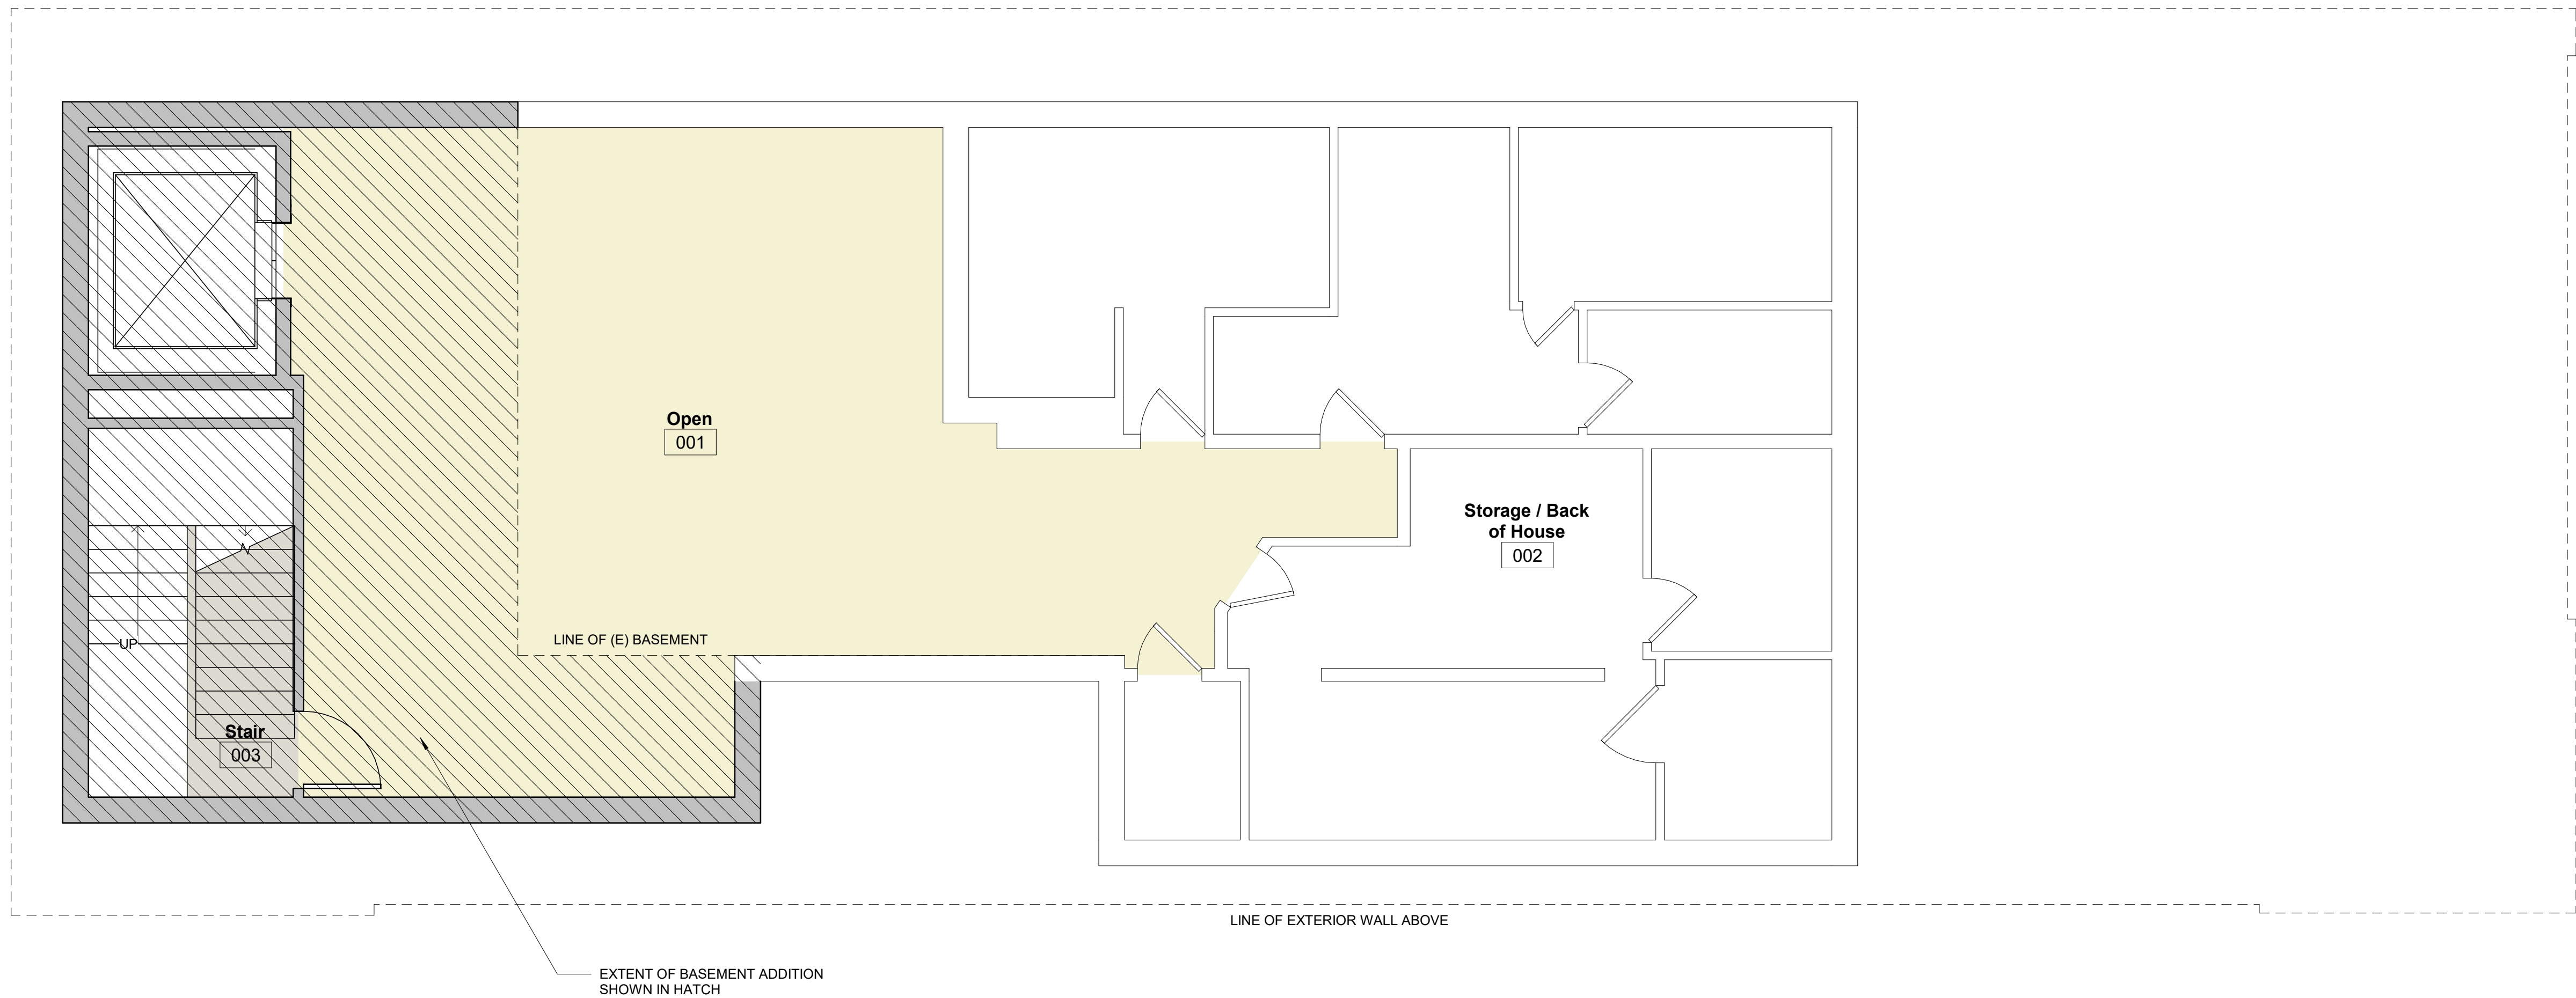 Open
001
Storage / Back
of House
002
LINE OF (E) BASEMENT
UP
Stair
003
LINE OF EXTERIOR WALL ABOVE
EXTENT OF BASEMENT ADDITION
SHOWN IN HATCH